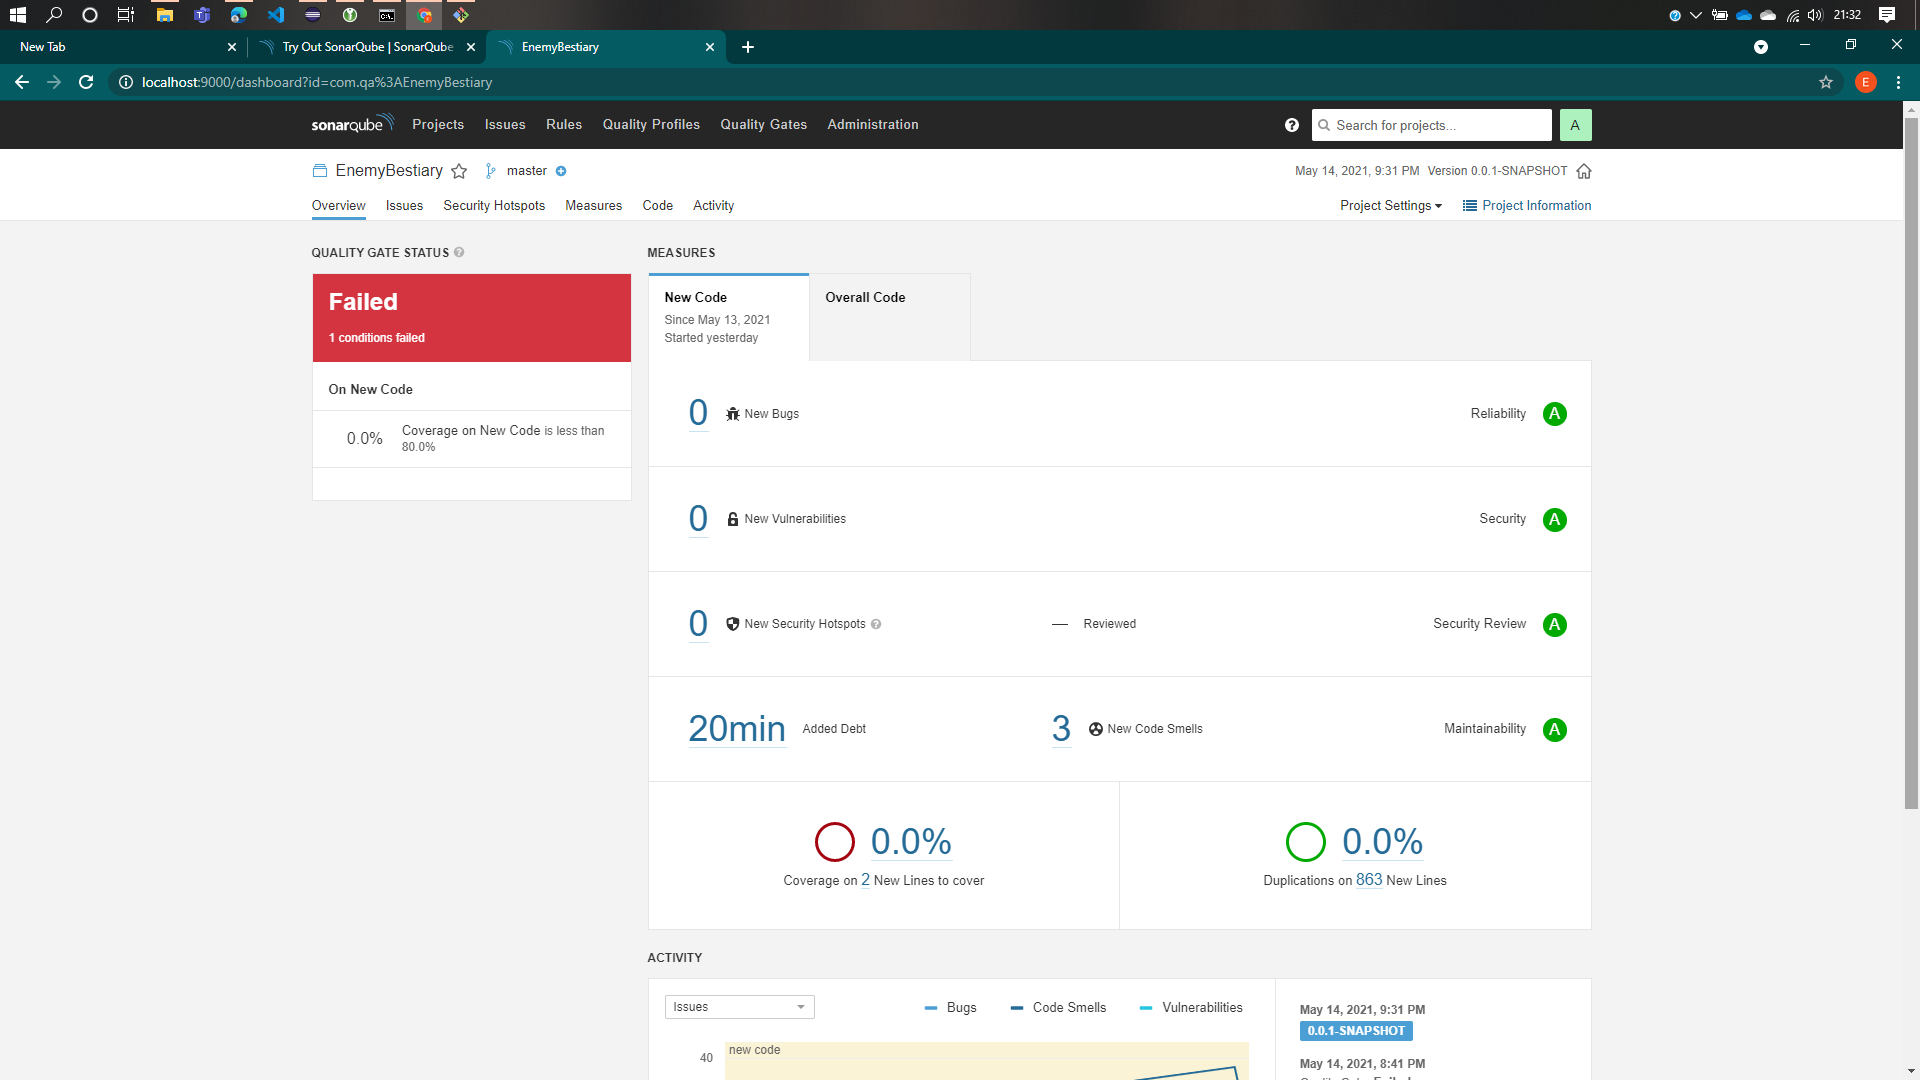 21:32
New Tab
Try Out SonarQube | SonarQube
EnemyBestiary
localhost:9000/dashboard?id=com.qa%3AEnemyBestiary
E
sonarqube
Projects
Issues
Rules
Quality Profiles
Quality Gates
Administration
Search for projects...
A
EnemyBestiary
master
May 14, 2021, 9:31 PM Version 0.0.1-SNAPSHOT
Overview
Issues
Security Hotspots
Measures
Code
Activity
Project Settings
Project Information
QUALITY GATE STATUS
Failed
1 conditions failed
On New Code
0.0%
Coverage on New Code is less than
80.0%
MEASURES
New Code
Since May 13, 2021
Started yesterday
Overall Code
0 New Bugs
Reliability A
0 New Vulnerabilities
Security A
0 New Security Hotspots
— Reviewed
Security Review A
20min Added Debt
3 New Code Smells
Maintainability A
0.0%
Coverage on 2 New Lines to cover
0.0%
Duplications on 863 New Lines
ACTIVITY
Issues
Bugs
Code Smells
Vulnerabilities
40
new code
May 14, 2021, 9:31 PM
0.0.1-SNAPSHOT
May 14, 2021, 8:41 PM